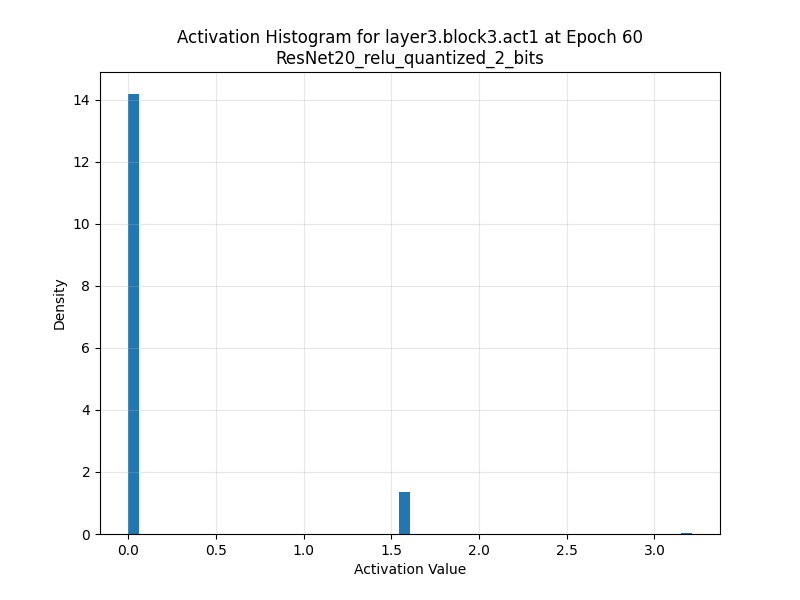 Activation Histogram for layer3.block3.act1 at Epoch 60
ResNet20_relu_quantized_2_bits
14
12
10
8
6
4
2
0
Density
0.0 0.5 1.0 1.5 2.0 2.5 3.0
Activation Value